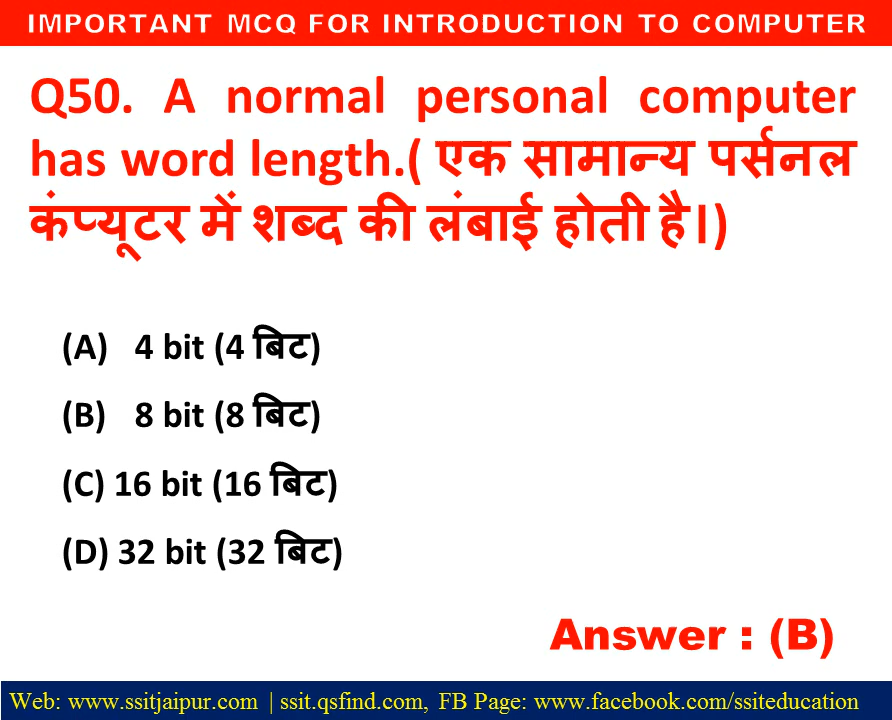 IMPORTANT MCQ FOR INTRODUCTION TO COMPUTER
Q50. A normal personal computer
has word length.( एक सामान्य पर्सनल
कंप्यूटर में शब्द की लंबाई होती है।)
(A) 4 bit (4 बिट)
(B) 8 bit (8 बिट)
(C) 16 bit (16 बिट)
(D) 32 bit (32 बिट)
Answer : (B)
Web: www.ssitjaipur.com | ssit.qsfind.com, FB Page: www.facebook.com/ssiteducation